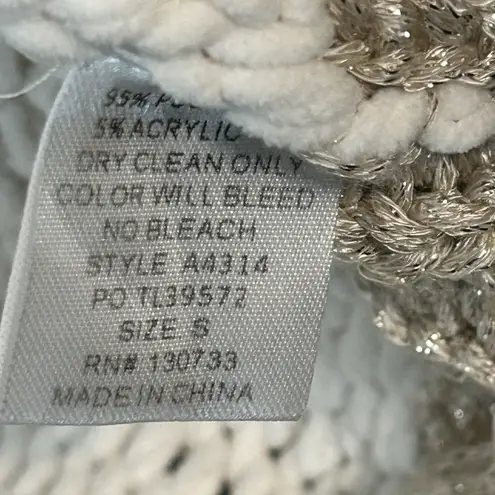 95%
5% ACRYLIC
DRY CLEAN ONLY
COLOR WILL BLEED
NO BLEACH
STYLE A4314
PO TL39572
SIZE S
RN# 130733
MADE IN CHINA